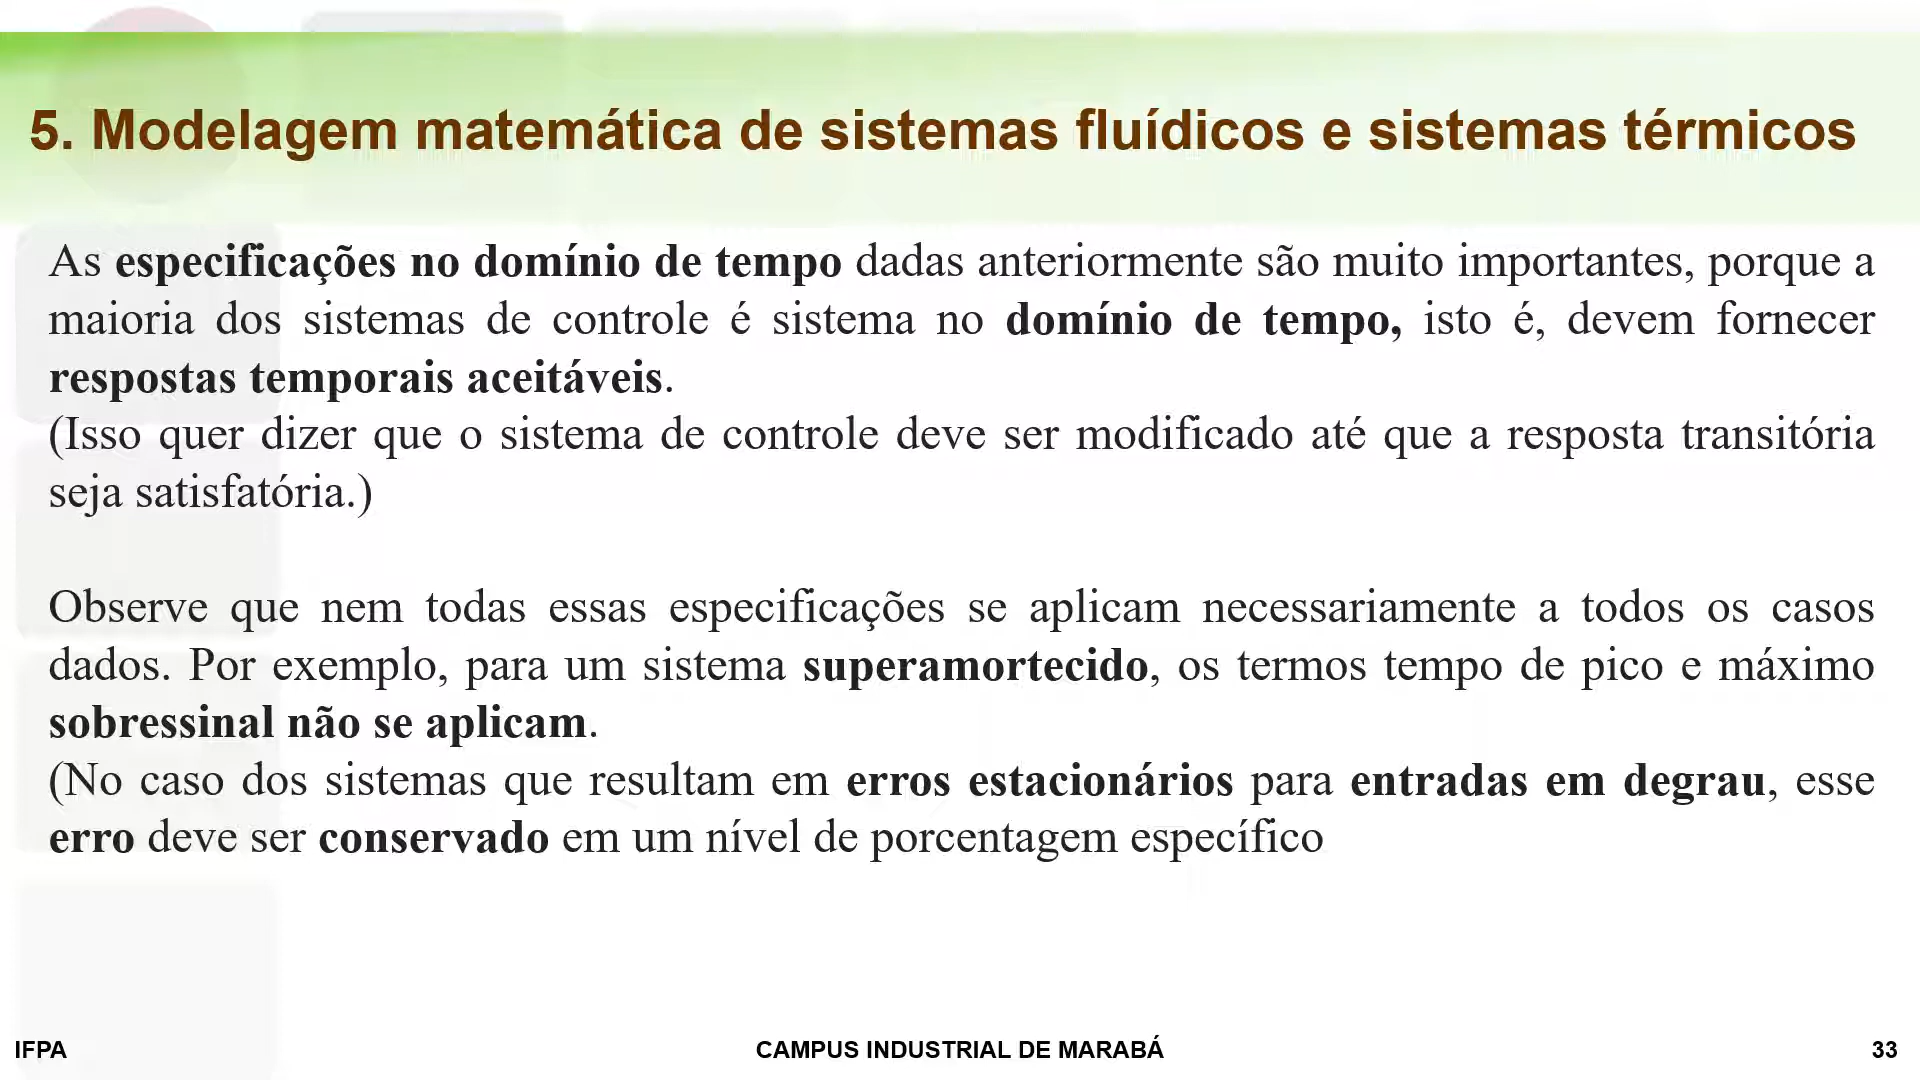 5. Modelagem matemática de sistemas fluídicos e sistemas térmicos
As especificações no domínio de tempo dadas anteriormente são muito importantes, porque a
maioria dos sistemas de controle é sistema no domínio de tempo, isto é, devem fornecer
respostas temporais aceitáveis.
(Isso quer dizer que o sistema de controle deve ser modificado até que a resposta transitória
seja satisfatória.)
Observe que nem todas essas especificações se aplicam necessariamente a todos os casos
dados. Por exemplo, para um sistema superamortecido, os termos tempo de pico e máximo
sobressinal não se aplicam.
(No caso dos sistemas que resultam em erros estacionários para entradas em degrau, esse
erro deve ser conservado em um nível de porcentagem específico
IFPA
CAMPUS INDUSTRIAL DE MARABÁ
33